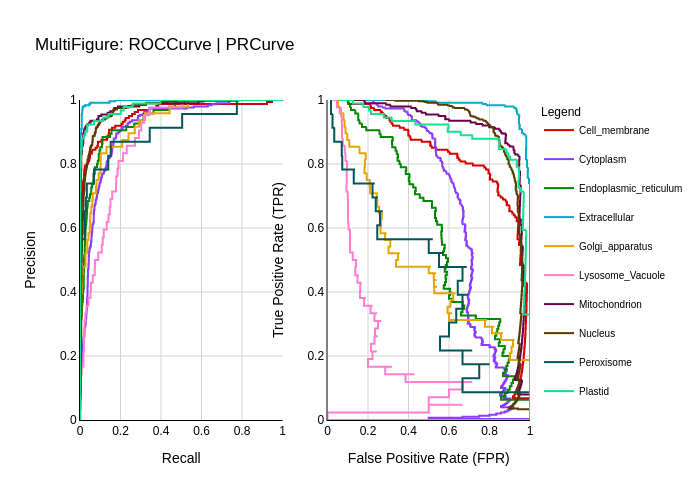 MultiFigure: ROCCurve | PRCurve
Precision
1
0.8
0.6
0.4
0.2
0
0 0.2 0.4 0.6 0.8 1
Recall
True Positive Rate (TPR)
1
0.8
0.6
0.4
0.2
0
0 0.2 0.4 0.6 0.8 1
False Positive Rate (FPR)
Legend
Cell_membrane
Cytoplasm
Endoplasmic_reticulum
Extracellular
Golgi_apparatus
Lysosome_Vacuole
Mitochondrion
Nucleus
Peroxisome
Plastid